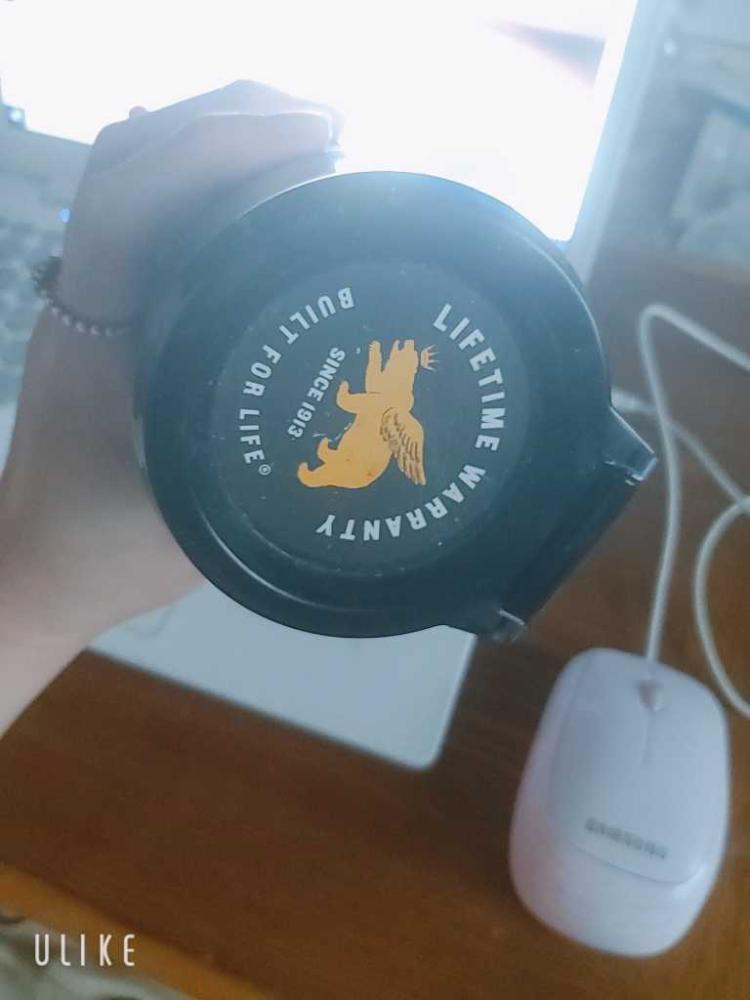 LIFETIME WARRANTY
BUILT FOR LIFE®
SINCE 1913
SAMSUNG
ULIKE